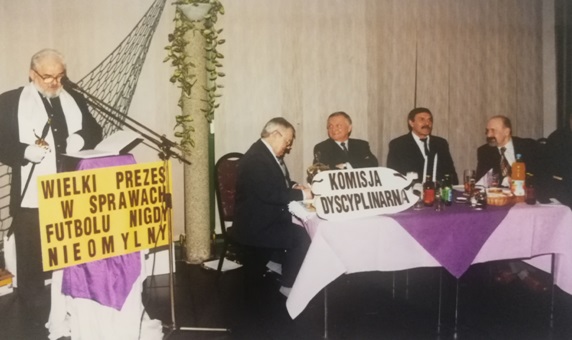 WIELKI PREZES
W SPRAWACH
FUTBOLU NIGDY
NIEOMYLNY
KOMISJA
DYSCYPLINARNA